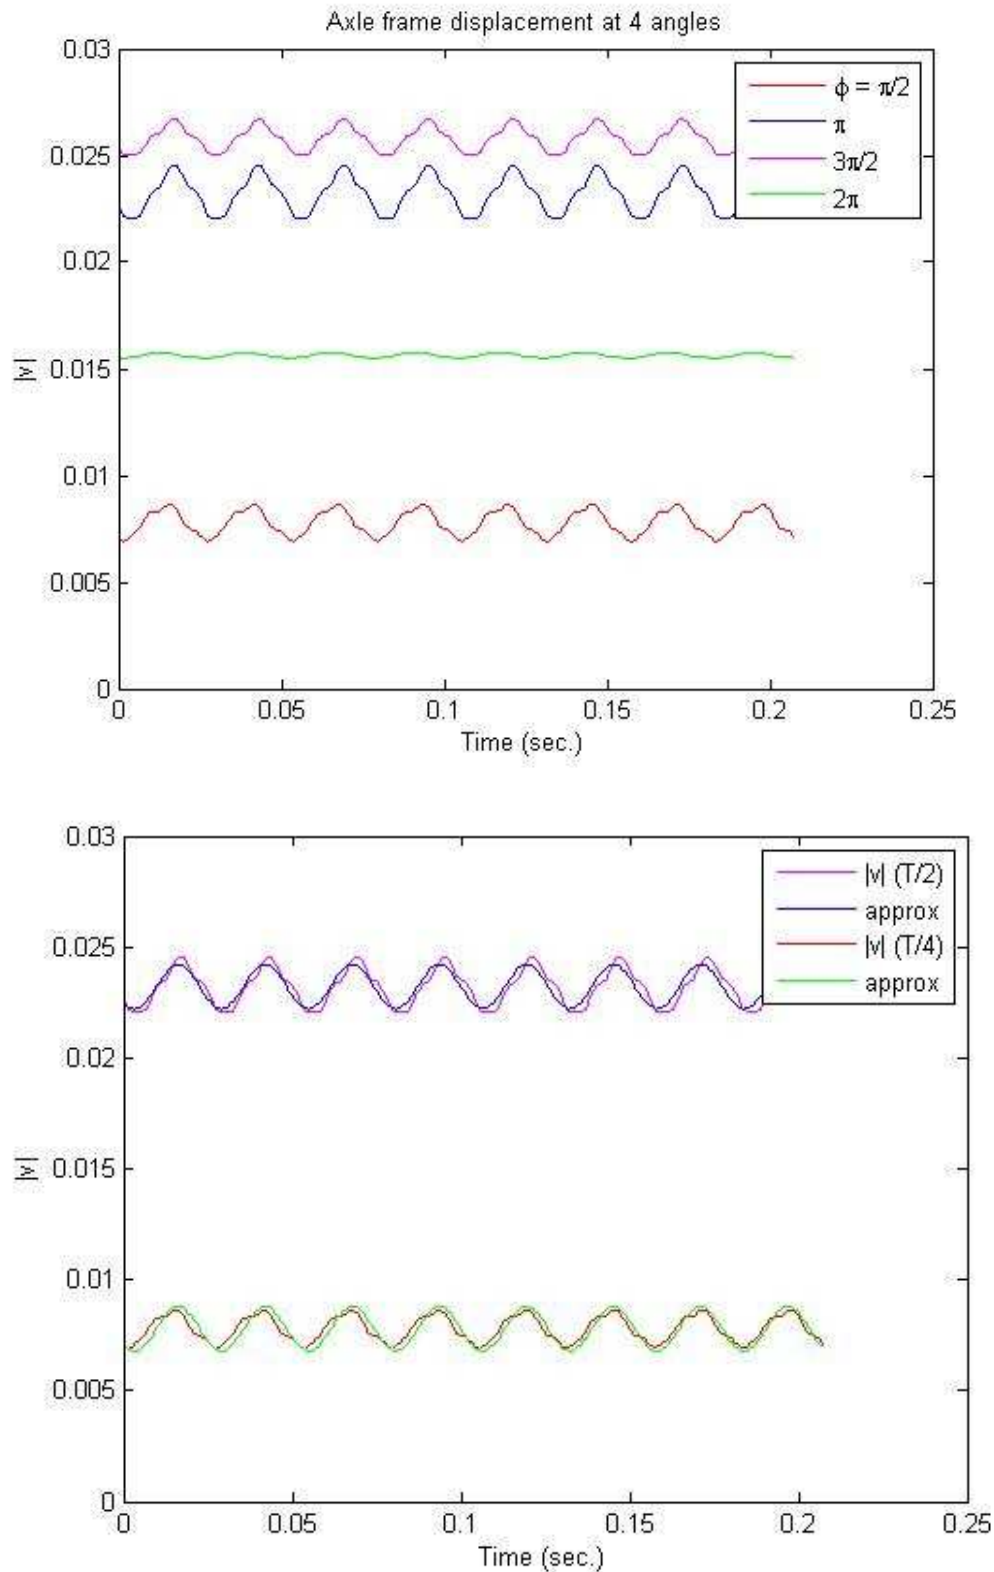 Axle frame displacement at 4 angles
0.03
0.025
0.02
0.015
0.01
0.005
0
|v|
ϕ = π/2
π
3π/2
2π
0 0.05 0.1 0.15 0.2 0.25
Time (sec.)
0.03
0.025
0.02
0.015
0.01
0.005
0
|v|
|v| (T/2)
approx
|v| (T/4)
approx
0 0.05 0.1 0.15 0.2 0.25
Time (sec.)